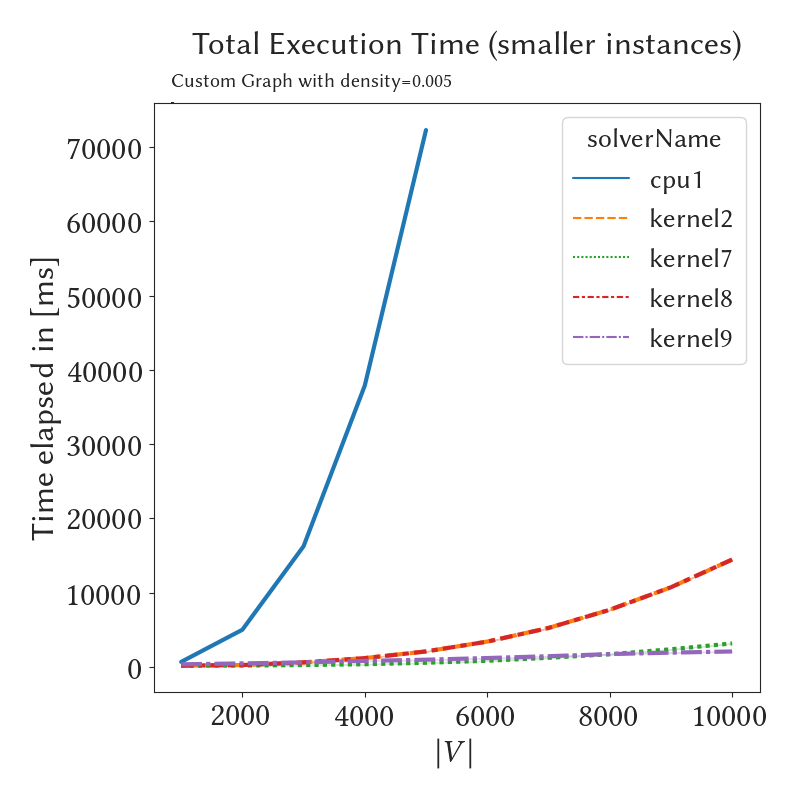 Total Execution Time (smaller instances)
Custom Graph with density=0.005
solverName
cpu1
kernel2
kernel7
kernel8
kernel9
Time elapsed in [ms]
70000
60000
50000
40000
30000
20000
10000
0
2000 4000 6000 8000 10000
|V|